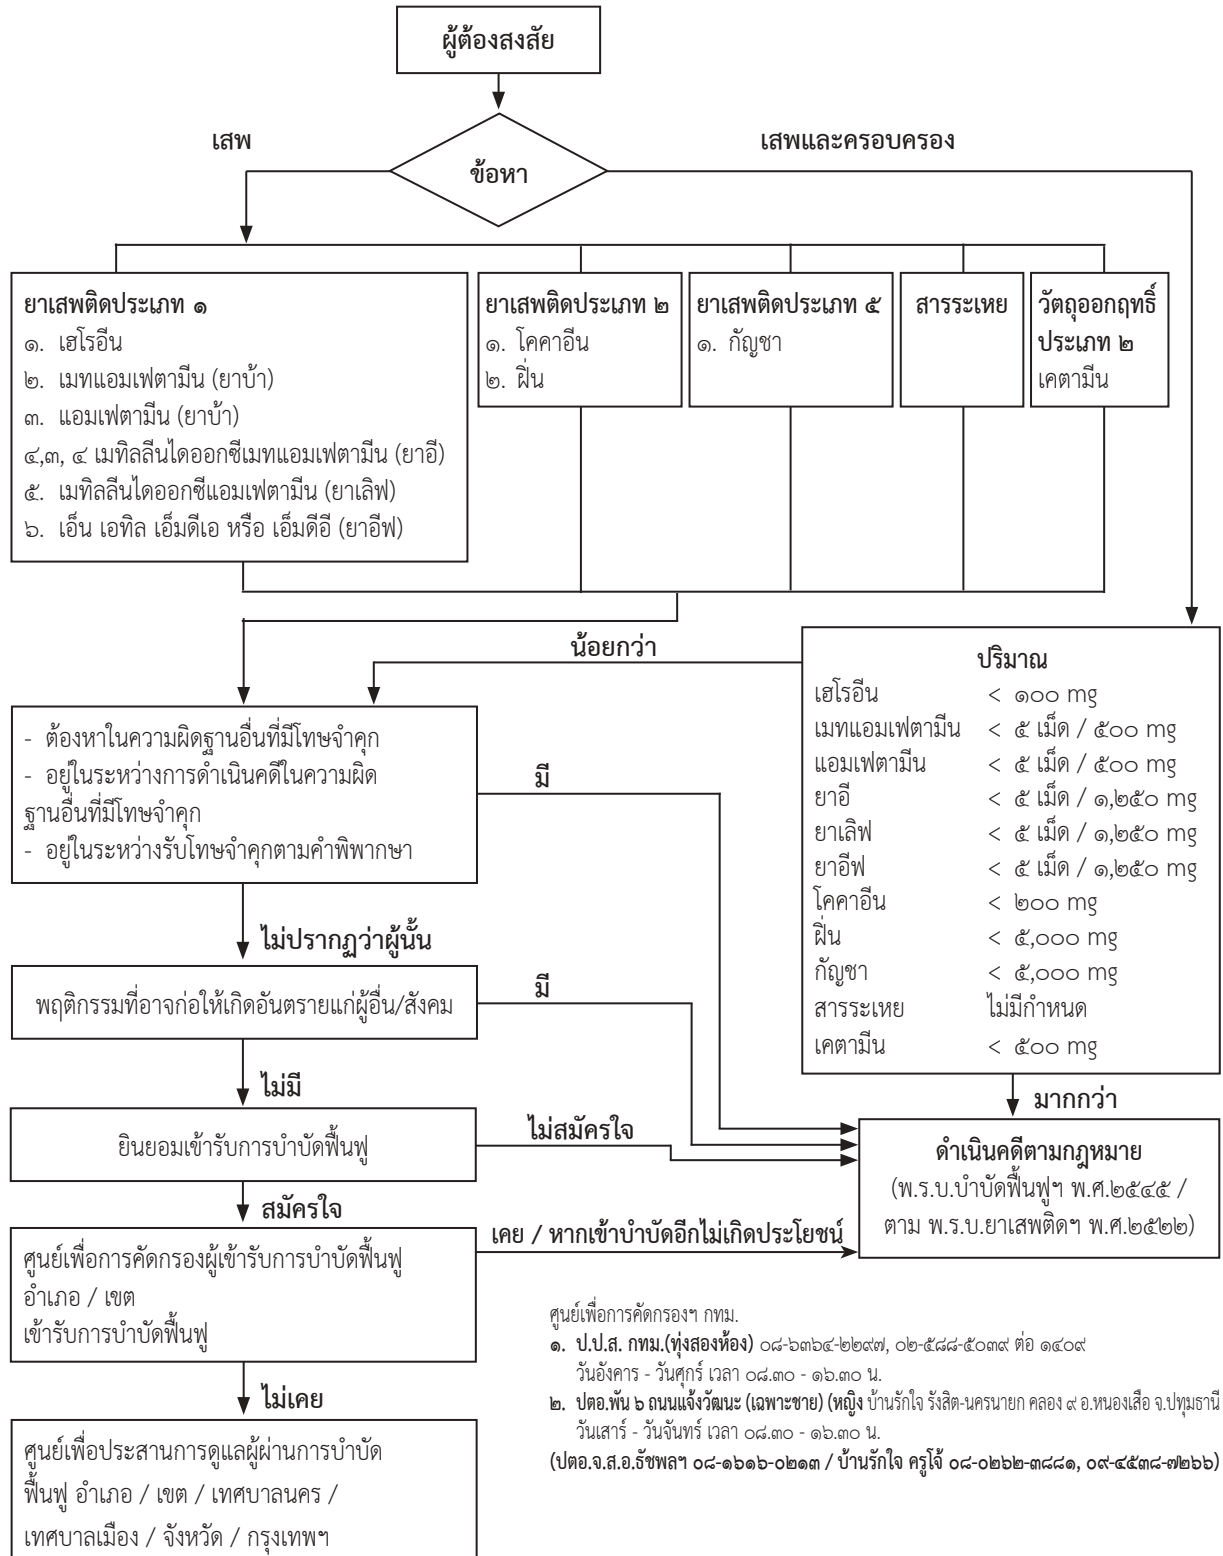 ผู้ต้องสงสัย
เสพ
ข้อหา
เสพและครอบครอง
ยาเสพติดประเภท ๑
๑. เฮโรอีน
๒. เมทแอมเฟตามีน (ยาบ้า)
๓. แอมเฟตามีน (ยาบ้า)
๔,๓, ๔ เมทิลลีนไดออกซีเมทแอมเฟตามีน (ยาอี)
๕. เมทิลลีนไดออกซีแอมเฟตามีน (ยาเลิฟ)
๖. เอ็น เอทิล เอ็มดีเอ หรือ เอ็มดีอี (ยาอีฟ)
ยาเสพติดประเภท ๒
๑. โคคาอีน
๒. ฝิ่น
ยาเสพติดประเภท ๕
๑. กัญชา
สารระเหย
วัตถุออกฤทธิ์
ประเภท ๒
เคตามีน
น้อยกว่า
ปริมาณ
เฮโรอีน < ๑๐๐ mg
เมทแอมเฟตามีน < ๕ เม็ด / ๕๐๐ mg
แอมเฟตามีน < ๕ เม็ด / ๕๐๐ mg
ยาอี < ๕ เม็ด / ๑,๒๕๐ mg
ยาเลิฟ < ๕ เม็ด / ๑,๒๕๐ mg
ยาอีฟ < ๕ เม็ด / ๑,๒๕๐ mg
โคคาอีน < ๒๐๐ mg
ฝิ่น < ๕,๐๐๐ mg
กัญชา < ๕,๐๐๐ mg
สารระเหย ไม่มีกำหนด
เคตามีน < ๕๐๐ mg
- ต้องหาในความผิดฐานอื่นที่มีโทษจำคุก
- อยู่ในระหว่างการดำเนินคดีในความผิด
ฐานอื่นที่มีโทษจำคุก
- อยู่ในระหว่างรับโทษจำคุกตามคำพิพากษา
มี
ไม่ปรากฏว่าผู้นั้น
พฤติกรรมที่อาจก่อให้เกิดอันตรายแก่ผู้อื่น/สังคม
มี
ไม่มี
มากกว่า
ยินยอมเข้ารับการบำบัดฟื้นฟู
ไม่สมัครใจ
ดำเนินคดีตามกฎหมาย
(พ.ร.บ.บำบัดฟื้นฟูฯ พ.ศ.๒๕๔๕ /
ตาม พ.ร.บ.ยาเสพติดฯ พ.ศ.๒๕๒๒)
สมัครใจ
ศูนย์เพื่อการคัดกรองผู้เข้ารับการบำบัดฟื้นฟู
อำเภอ / เขต
เข้ารับการบำบัดฟื้นฟู
เคย / หากเข้าบำบัดอีกไม่เกิดประโยชน์
ไม่เคย
ศูนย์เพื่อประสานการดูแลผู้ผ่านการบำบัด
ฟื้นฟู อำเภอ / เขต / เทศบาลนคร /
เทศบาลเมือง / จังหวัด / กรุงเทพฯ
ศูนย์เพื่อการคัดกรองฯ กทม.
๑. ป.ป.ส. กทม.(ทุ่งสองห้อง) ๐๘-๖๓๖๔-๒๒๙๗, ๐๒-๕๘๘-๕๐๓๙ ต่อ ๑๔๐๙
วันอังคาร - วันศุกร์ เวลา ๐๘.๓๐ - ๑๖.๓๐ น.
๒. ปตอ.พัน ๖ ถนนแจ้งวัฒนะ (เฉพาะชาย) (หญิง บ้านรักใจ รังสิต-นครนายก คลอง ๙ อ.หนองเสือ จ.ปทุมธานี
วันเสาร์ - วันจันทร์ เวลา ๐๘.๓๐ - ๑๖.๓๐ น.
(ปตอ.จ.ส.อ.ธัชพลฯ ๐๘-๑๖๑๖-๐๒๑๓ / บ้านรักใจ ครูโจ้ ๐๘-๐๒๖๒-๓๘๘๑, ๐๙-๔๕๓๘-๗๒๖๖)